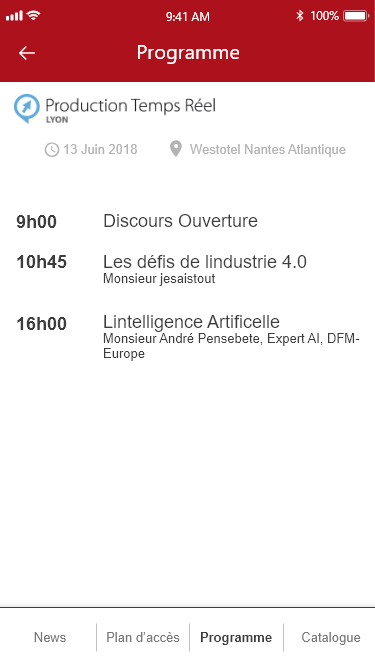 9:41 AM 100%
Programme
Production Temps Réel
LYON
13 Juin 2018 Westotel Nantes Atlantique
9h00 Discours Ouverture
10h45 Les défis de lindustrie 4.0
Monsieur jesaistout
16h00 Lintelligence Artificelle
Monsieur André Pensebete, Expert AI, DFM-
Europe
News Plan d'accès Programme Catalogue